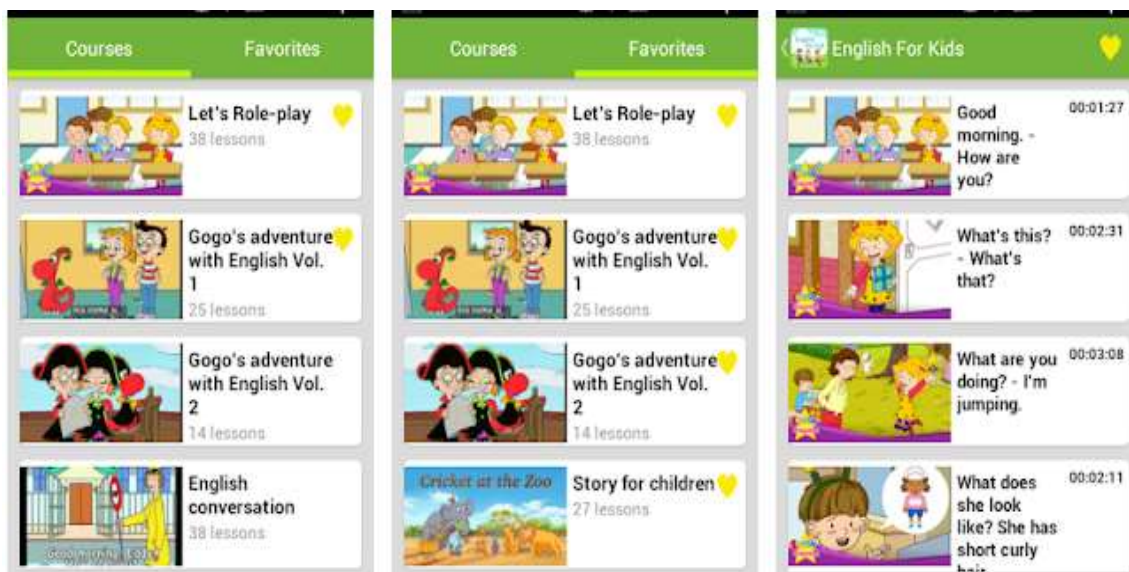 Courses Favorites
Let's Role-play
38 lessons
Gogo's adventure
with English Vol.
1
25 lessons
Gogo's adventure
with English Vol.
2
14 lessons
English
conversation
38 lessons
Good morning,
Courses Favorites
Let's Role-play
38 lessons
Gogo's adventure
with English Vol.
1
25 lessons
Gogo's adventure
with English Vol.
2
14 lessons
Cricket at the Zoo
Story for children
27 lessons
English For Kids
Good
morning. -
How are
you?
00:01:27
What's this?
- What's
that?
00:02:31
What are you
doing? - I'm
jumping.
00:03:08
What does
she look
like? She has
short curly
hair
00:02:11